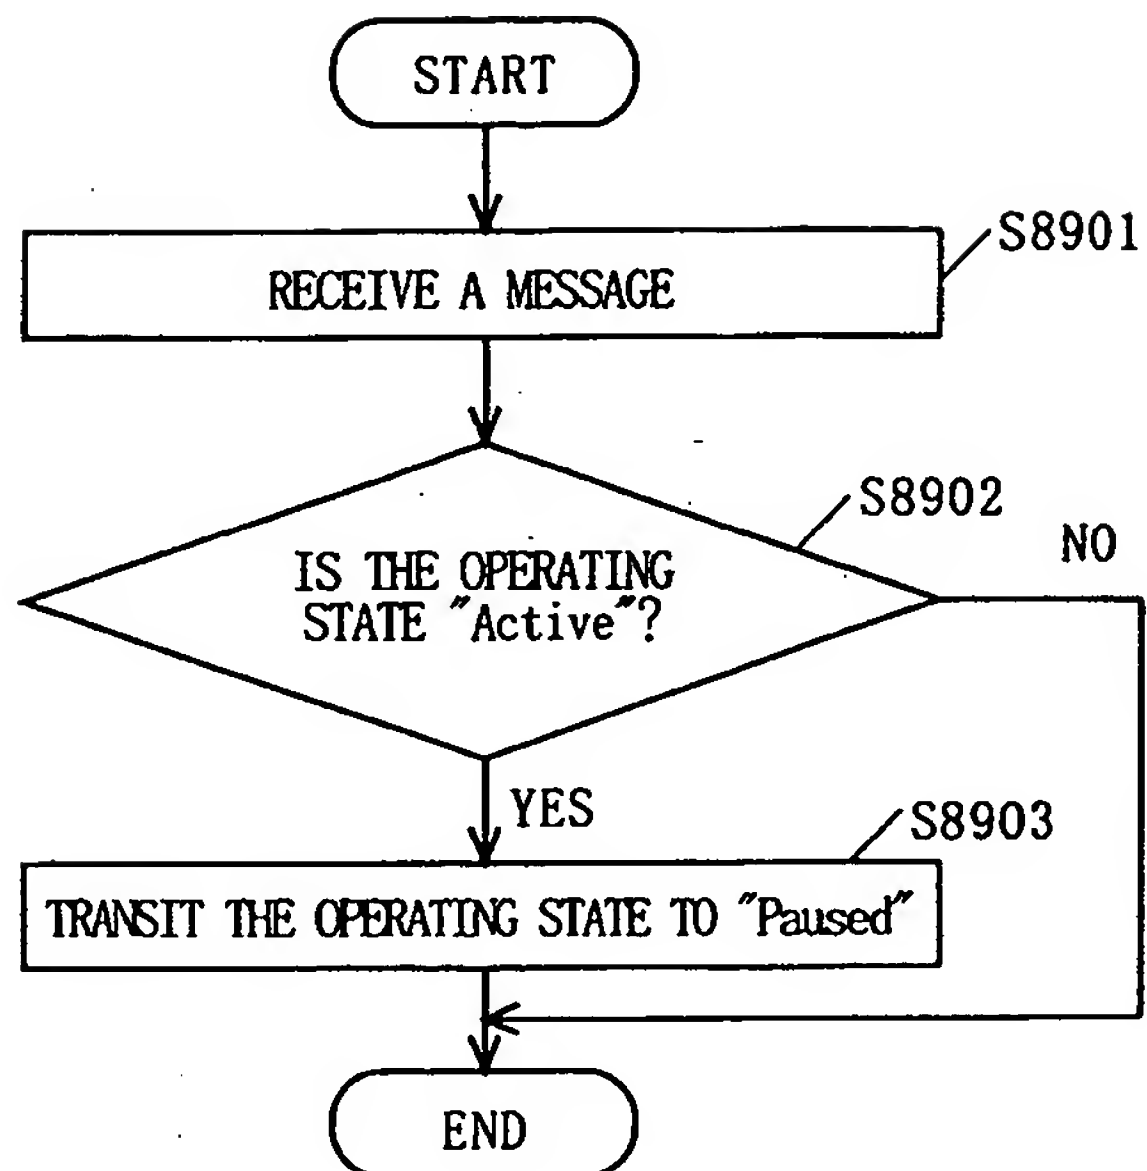 START
S8901
RECEIVE A MESSAGE
S8902
NO
IS THE OPERATING
STATE "Active"?
YES
S8903
TRANSIT THE OPERATING STATE TO "Paused"
END